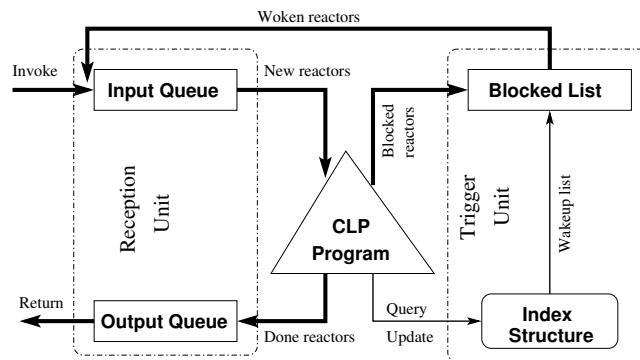 Woken reactors
Invoke
New reactors
Input Queue
Blocked List
Blocked
reactors
Reception
Unit
Trigger
Unit
Wakeup list
CLP
Program
Return
Output Queue
Done reactors
Query
Update
Index
Structure